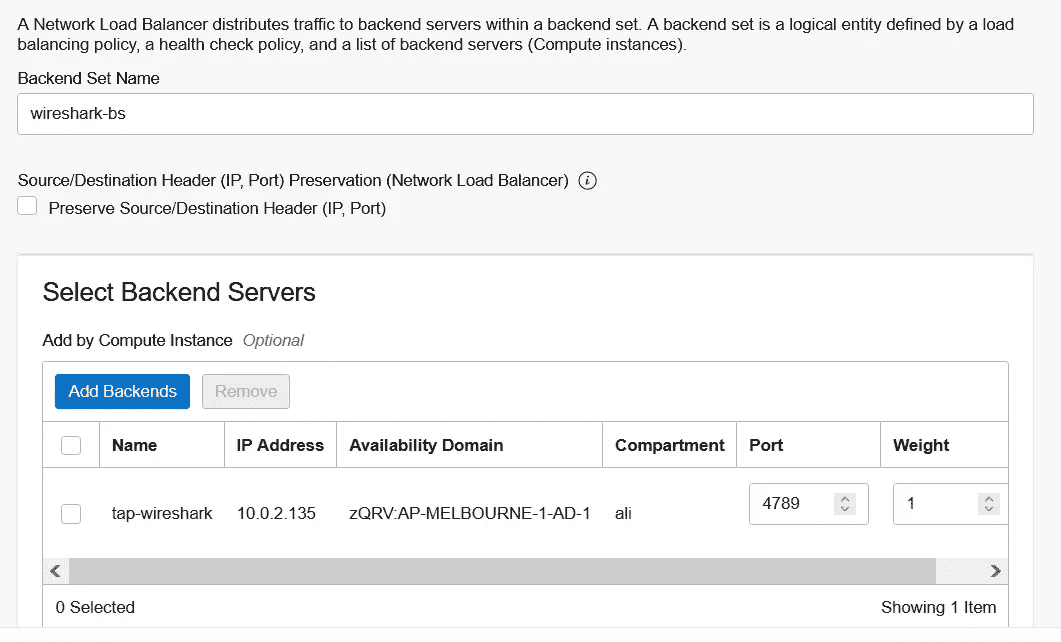 A Network Load Balancer distributes traffic to backend servers within a backend set. A backend set is a logical entity defined by a load
balancing policy, a health check policy, and a list of backend servers (Compute instances).
Backend Set Name
wireshark-bs
Source/Destination Header (IP, Port) Preservation (Network Load Balancer) i
Preserve Source/Destination Header (IP, Port)
Select Backend Servers
Add by Compute Instance Optional
Add Backends Remove
Name IP Address Availability Domain Compartment Port Weight
tap-wireshark 10.0.2.135 zQRV:AP-MELBOURNE-1-AD-1 ali 4789 1
0 Selected Showing 1 Item